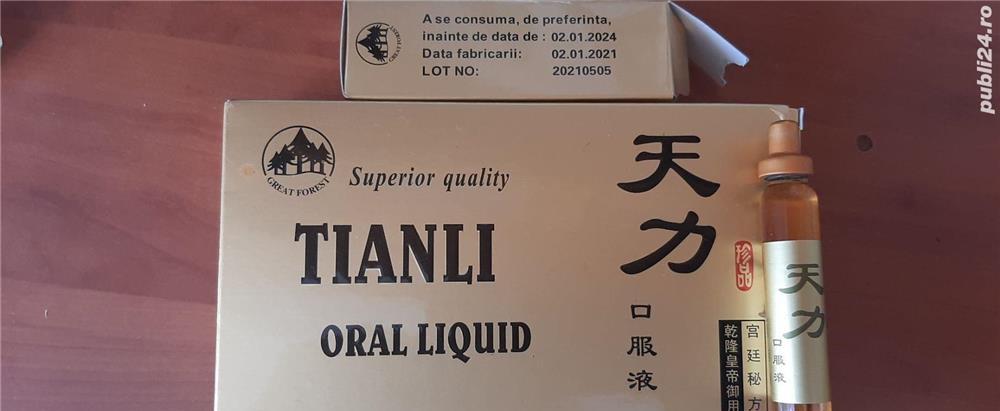 A se consuma, de preferinta,
inainte de data de : 02.01.2024
Data fabricarii: 02.01.2021
LOT NO: 20210505
GREAT FOREST
publi24.ro
GREAT FOREST
Superior quality
TIANLI
ORAL LIQUID
天力
珍品
口服液
宫廷秘方
乾隆皇帝御用
天力
口服液